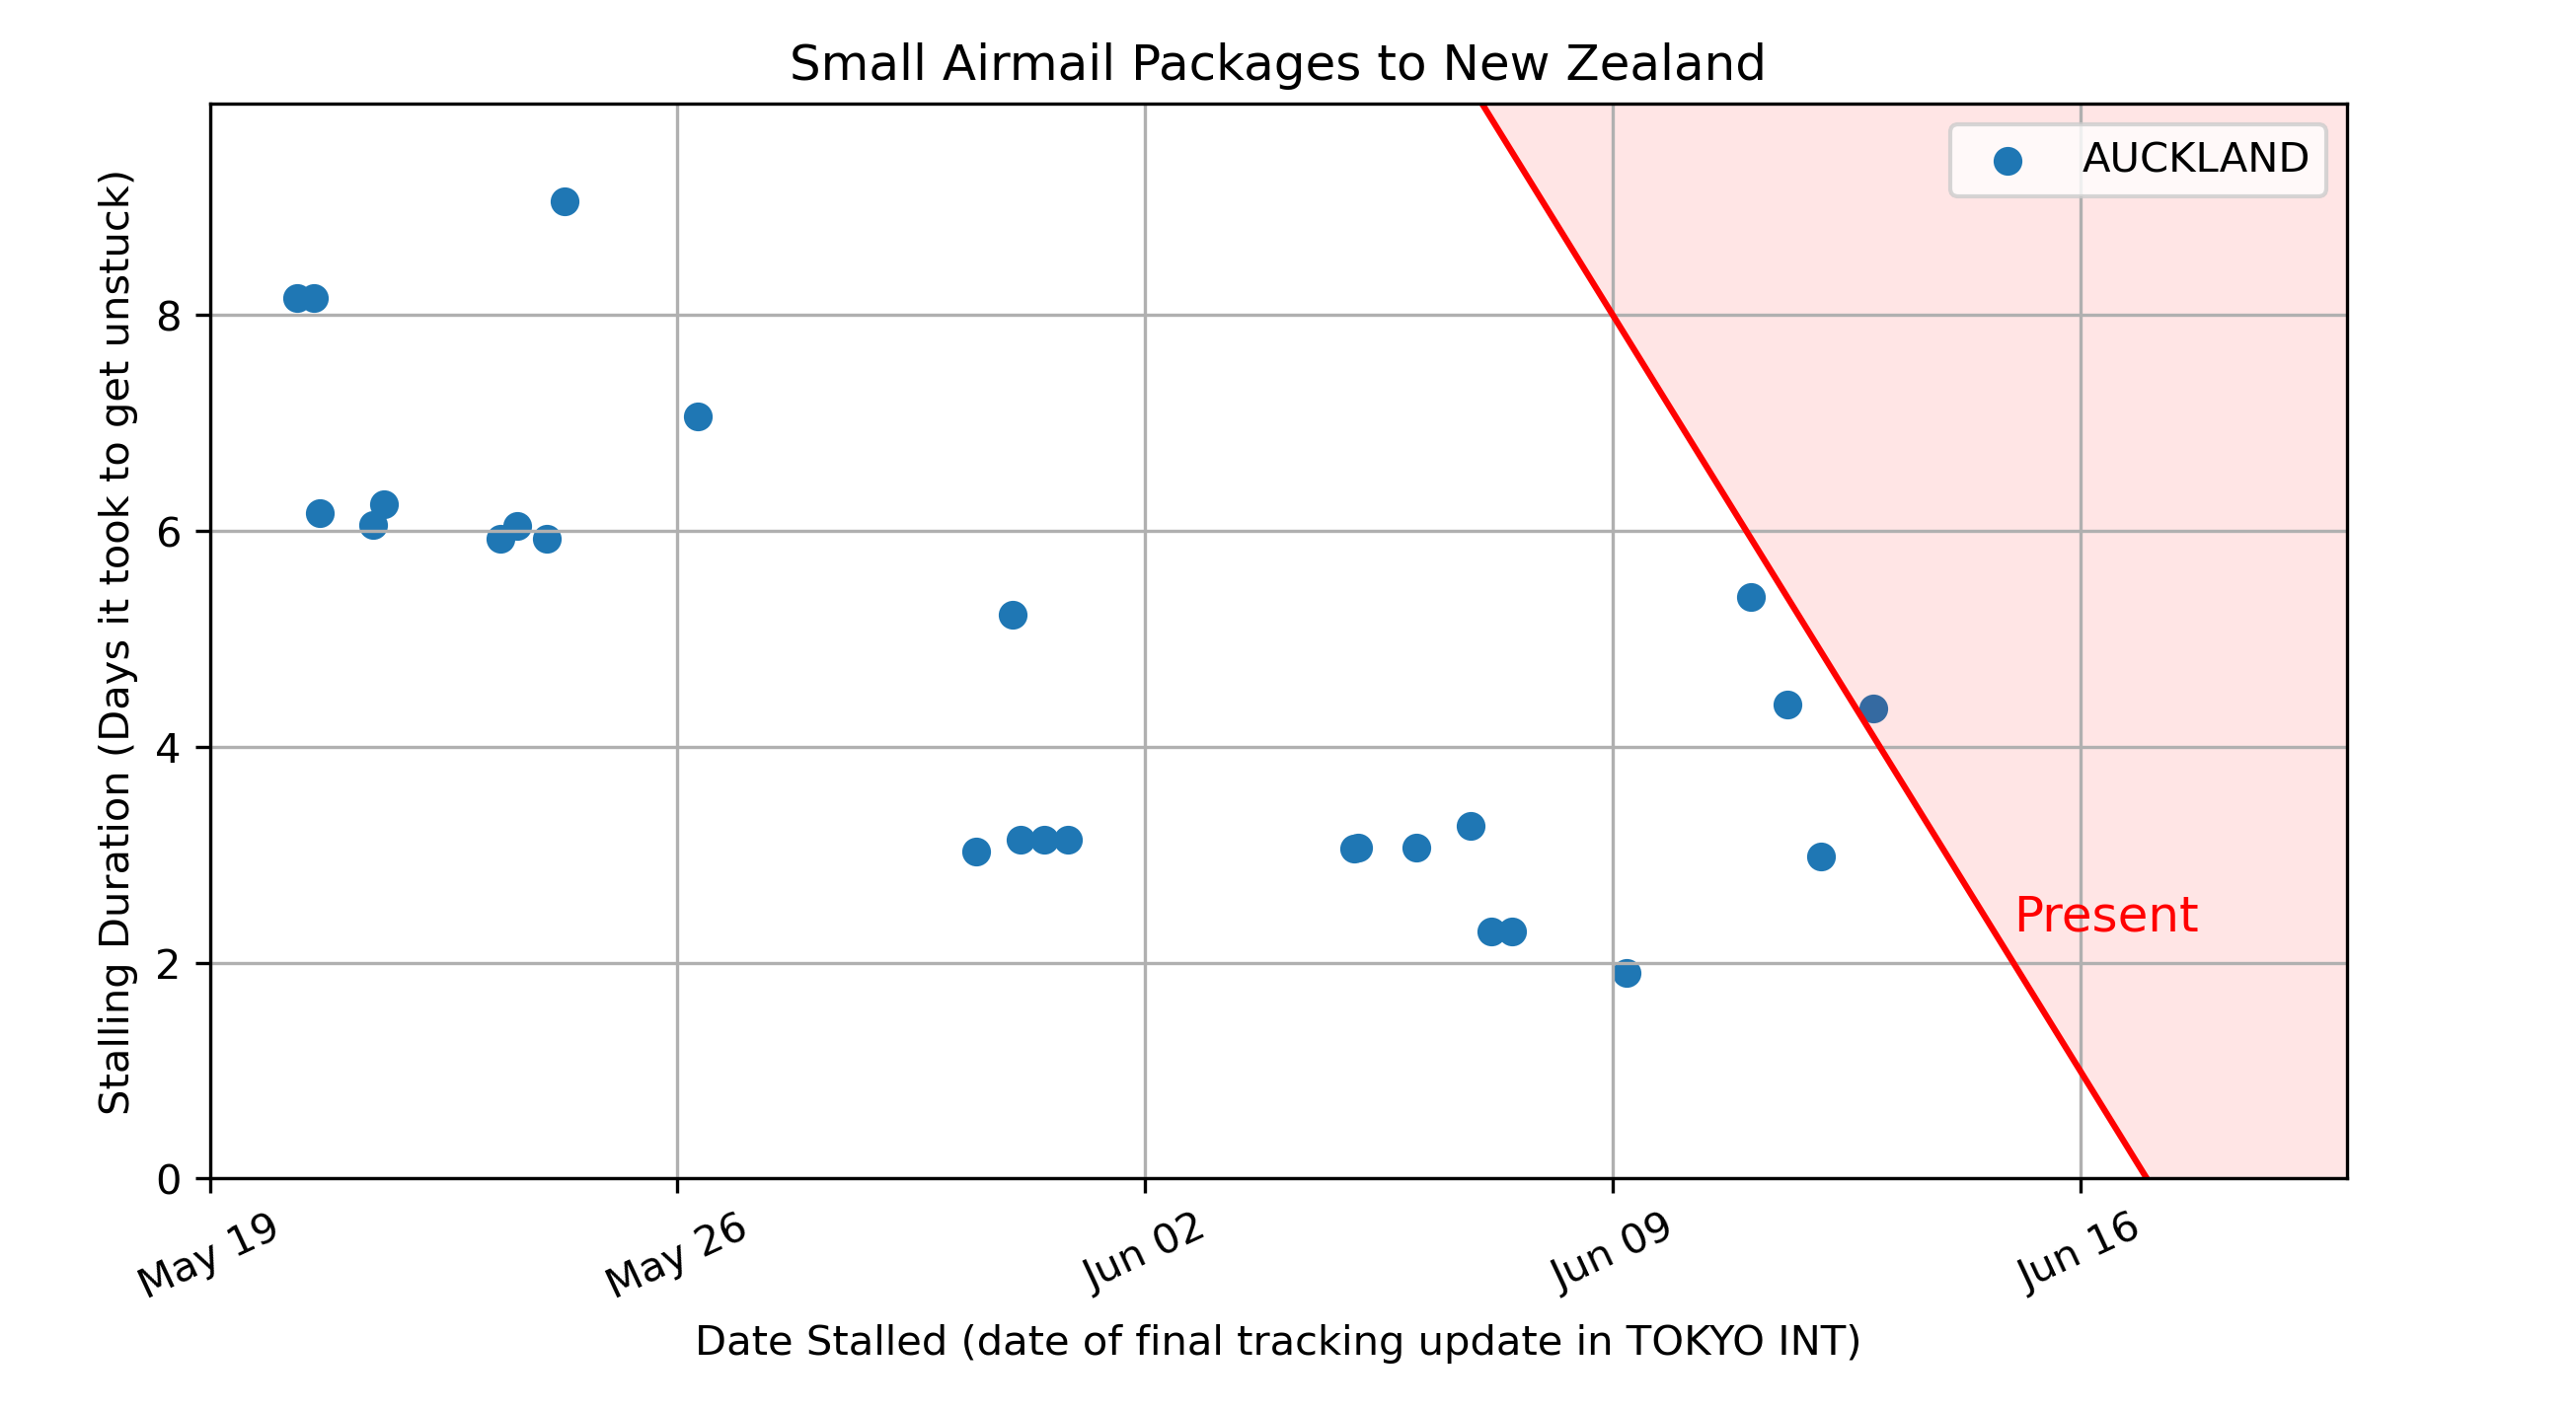 Small Airmail Packages to New Zealand
AUCKLAND
Stalling Duration (Days it took to get unstuck)
8
6
4
2
0
Present
May 19
May 26
Jun 02
Jun 09
Jun 16
Date Stalled (date of final tracking update in TOKYO INT)